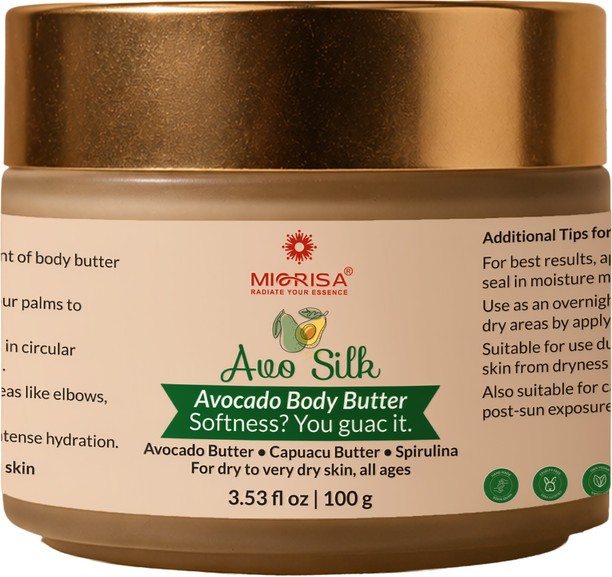 nt of body butter
ur palms to
in circular
eas like elbows,
ntense hydration.
skin
MIORISA®
RADIATE YOUR ESSENCE
Avo Silk
Avocado Body Butter
Softness? You guac it.
Avocado Butter • Capuacu Butter • Spirulina
For dry to very dry skin, all ages
3.53 fl oz | 100 g
Additional Tips for
For best results, ap
seal in moisture m
Use as an overnigh
dry areas by apply
Suitable for use du
skin from dryness
Also suitable for c
post-sun exposure